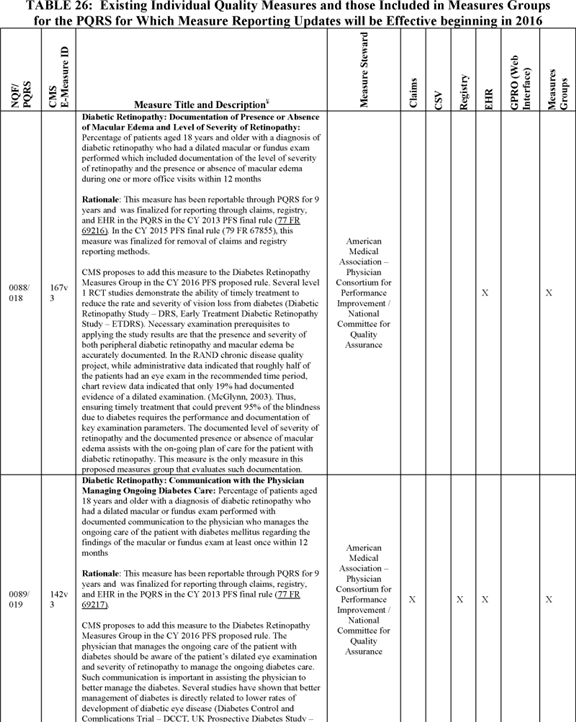 TABLE 26: Existing Individual Quality Measures and those Included in Measures Groups
for the PQRS for Which Measure Reporting Updates will be Effective beginning in 2016
NQF/
PQRS
CMS
E-Measure ID
Measure Title and Description¥
Measure Steward
Claims
CSV
Registry
EHR
GPRO (Web
Interface)
Measures
Groups
0088/
018
167v
3
Diabetic Retinopathy: Documentation of Presence or Absence
of Macular Edema and Level of Severity of Retinopathy:
Percentage of patients aged 18 years and older with a diagnosis of
diabetic retinopathy who had a dilated macular or fundus exam
performed which included documentation of the level of severity
of retinopathy and the presence or absence of macular edema
during one or more office visits within 12 months
Rationale: This measure has been reportable through PQRS for 9
years and was finalized for reporting through claims, registry,
and EHR in the PQRS in the CY 2013 PFS final rule (77 FR
69216). In the CY 2015 PFS final rule (79 FR 67855), this
measure was finalized for removal of claims and registry
reporting methods.
CMS proposes to add this measure to the Diabetes Retinopathy
Measures Group in the CY 2016 PFS proposed rule. Several level
1 RCT studies demonstrate the ability of timely treatment to
reduce the rate and severity of vision loss from diabetes (Diabetic
Retinopathy Study – DRS, Early Treatment Diabetic Retinopathy
Study – ETDRS). Necessary examination prerequisites to
applying the study results are that the presence and severity of
both peripheral diabetic retinopathy and macular edema be
accurately documented. In the RAND chronic disease quality
project, while administrative data indicated that roughly half of
the patients had an eye exam in the recommended time period,
chart review data indicated that only 19% had documented
evidence of a dilated examination. (McGlynn, 2003). Thus,
ensuring timely treatment that could prevent 95% of the blindness
due to diabetes requires the performance and documentation of
key examination parameters. The documented level of severity of
retinopathy and the documented presence or absence of macular
edema assists with the on-going plan of care for the patient with
diabetic retinopathy. This measure is the only measure in this
proposed measures group that evaluates such documentation.
American
Medical
Association –
Physician
Consortium for
Performance
Improvement /
National
Committee for
Quality
Assurance
X
X
0089/
019
142v
3
Diabetic Retinopathy: Communication with the Physician
Managing Ongoing Diabetes Care: Percentage of patients aged
18 years and older with a diagnosis of diabetic retinopathy who
had a dilated macular or fundus exam performed with
documented communication to the physician who manages the
ongoing care of the patient with diabetes mellitus regarding the
findings of the macular or fundus exam at least once within 12
months
Rationale: This measure has been reportable through PQRS for 9
years and was finalized for reporting through claims, registry,
and EHR in the PQRS in the CY 2013 PFS final rule (77 FR
69217).
CMS proposes to add this measure to the Diabetes Retinopathy
Measures Group in the CY 2016 PFS proposed rule. The
physician that manages the ongoing care of the patient with
diabetes should be aware of the patient's dilated eye examination
and severity of retinopathy to manage the ongoing diabetes care.
Such communication is important in assisting the physician to
better manage the diabetes. Several studies have shown that better
management of diabetes is directly related to lower rates of
development of diabetic eye disease (Diabetes Control and
Complications Trial – DCCT, UK Prospective Diabetes Study –
American
Medical
Association –
Physician
Consortium for
Performance
Improvement /
National
Committee for
Quality
Assurance
X
X
X
X